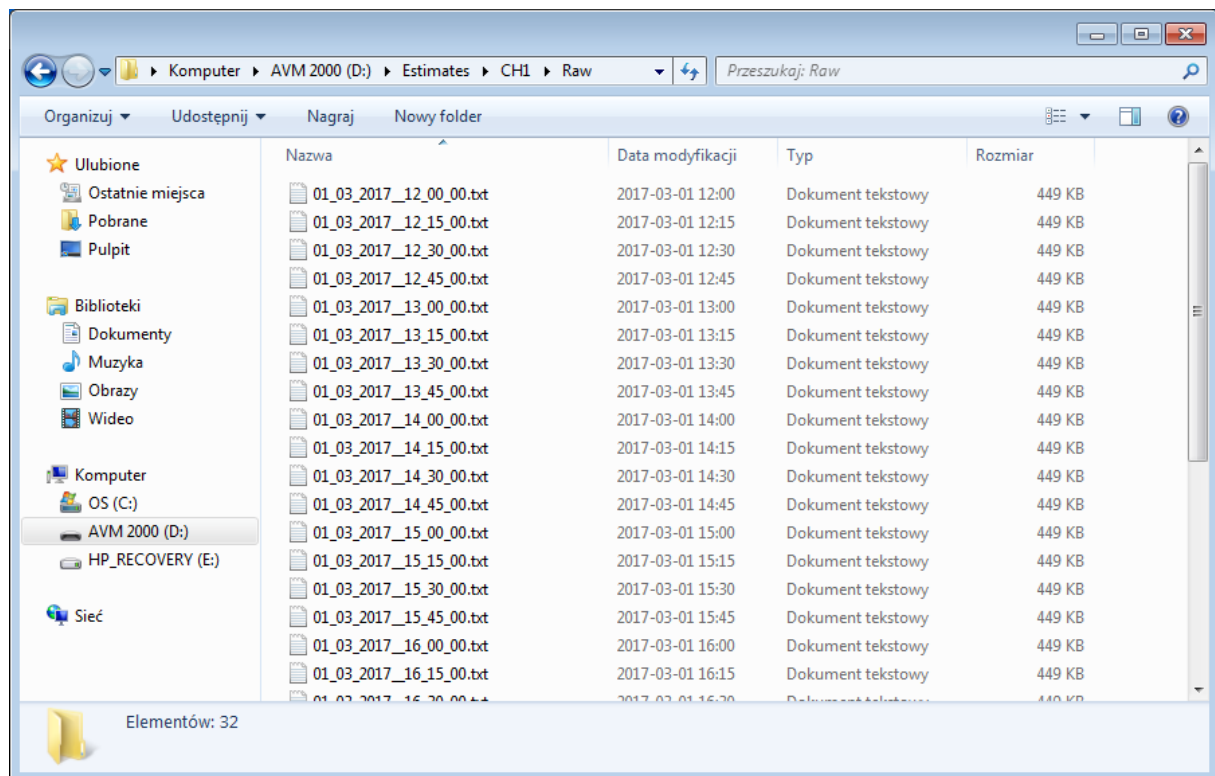 Komputer AVM 2000 (D:) Estimates CH1 Raw Przeszukaj: Raw
Organizuj Udostępnij Nagraj Nowy folder
Ulubione
Ostatnie miejsca
Pobrane
Pulpit
Biblioteki
Dokumenty
Muzyka
Obrazy
Wideo
Komputer
OS (C:)
AVM 2000 (D:)
HP_RECOVERY (E:)
Sieć
Nazwa Data modyfikacji Typ Rozmiar
01_03_2017__12_00_00.txt 2017-03-01 12:00 Dokument tekstowy 449 KB
01_03_2017__12_15_00.txt 2017-03-01 12:15 Dokument tekstowy 449 KB
01_03_2017__12_30_00.txt 2017-03-01 12:30 Dokument tekstowy 449 KB
01_03_2017__12_45_00.txt 2017-03-01 12:45 Dokument tekstowy 449 KB
01_03_2017__13_00_00.txt 2017-03-01 13:00 Dokument tekstowy 449 KB
01_03_2017__13_15_00.txt 2017-03-01 13:15 Dokument tekstowy 449 KB
01_03_2017__13_30_00.txt 2017-03-01 13:30 Dokument tekstowy 449 KB
01_03_2017__13_45_00.txt 2017-03-01 13:45 Dokument tekstowy 449 KB
01_03_2017__14_00_00.txt 2017-03-01 14:00 Dokument tekstowy 449 KB
01_03_2017__14_15_00.txt 2017-03-01 14:15 Dokument tekstowy 449 KB
01_03_2017__14_30_00.txt 2017-03-01 14:30 Dokument tekstowy 449 KB
01_03_2017__14_45_00.txt 2017-03-01 14:45 Dokument tekstowy 449 KB
01_03_2017__15_00_00.txt 2017-03-01 15:00 Dokument tekstowy 449 KB
01_03_2017__15_15_00.txt 2017-03-01 15:15 Dokument tekstowy 449 KB
01_03_2017__15_30_00.txt 2017-03-01 15:30 Dokument tekstowy 449 KB
01_03_2017__15_45_00.txt 2017-03-01 15:45 Dokument tekstowy 449 KB
01_03_2017__16_00_00.txt 2017-03-01 16:00 Dokument tekstowy 449 KB
01_03_2017__16_15_00.txt 2017-03-01 16:15 Dokument tekstowy 449 KB
Elementów: 32